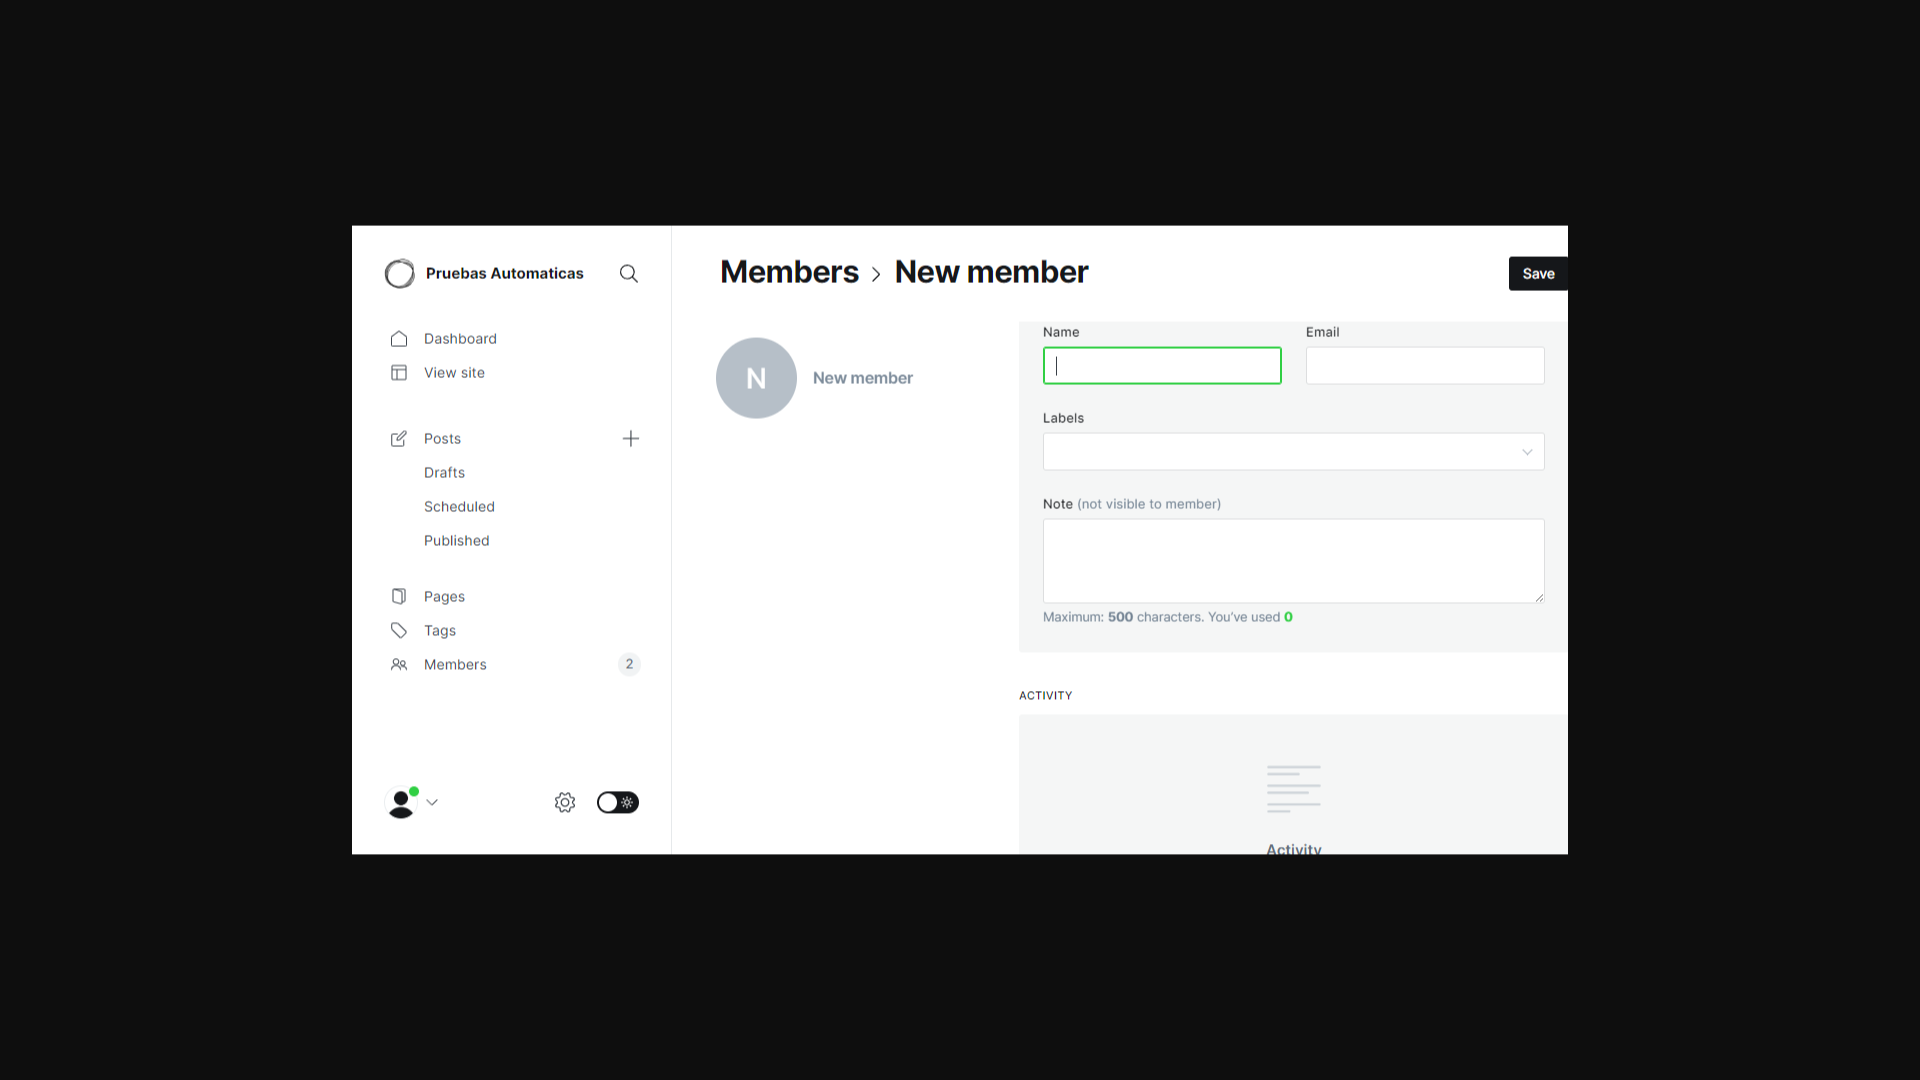 Pruebas Automaticas
Dashboard
View site
Posts
Drafts
Scheduled
Published
Pages
Tags
Members 2
Members > New member
Save
N New member
Name Email
Labels
Note (not visible to member)
Maximum: 500 characters. You've used 0
ACTIVITY
Activity